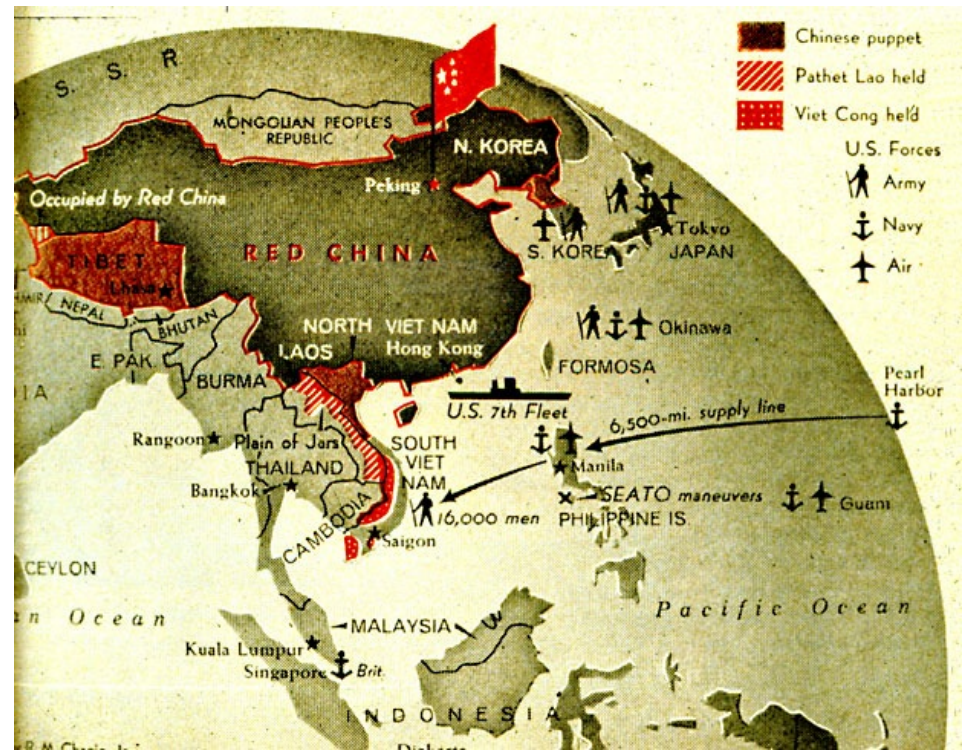 Chinese puppet
Pathet Lao held
Viet Cong held
U.S. Forces
Army
Navy
Air
S. S. R
MONGOLIAN PEOPLE'S
REPUBLIC
N. KOREA
Peking
Occupied by Red China
RED CHINA
TIBET
Lhasa
NEPAL
BHUTAN
S. KOREA
Tokyo
JAPAN
NORTH VIET NAM
LAOS
Hong Kong
Okinawa
FORMOSA
E. PAK.
BURMA
Pearl
Harbor
U.S. 7th Fleet
6,500-mi. supply line
Rangoon
Plain of Jars
THAILAND
Bangkok
SOUTH
VIET
NAM
Manila
SEATO maneuvers
PHILIPPINE IS.
Guam
CAMBODIA
16,000 men
Saigon
CEYLON
Ocean
Pacific Ocean
MALAYSIA
Kuala Lumpur
Singapore
Brit.
INDONESIA